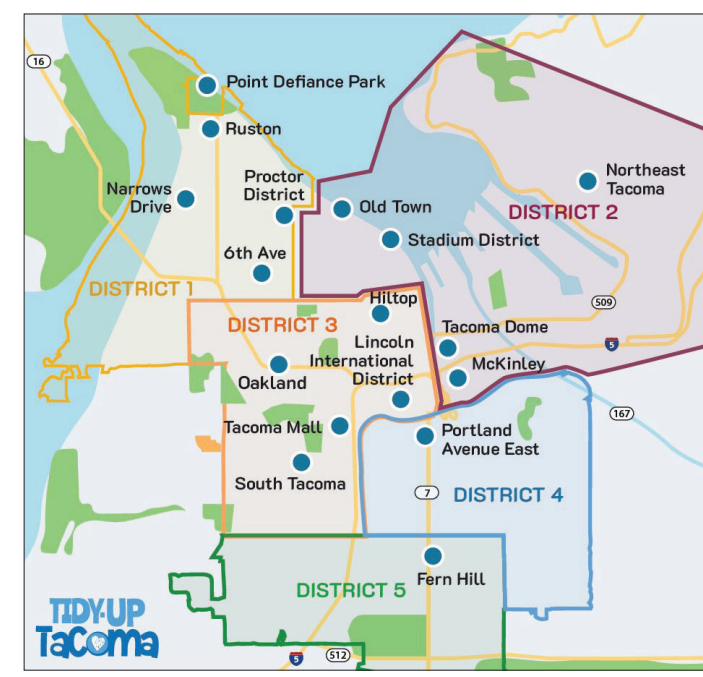 16
Point Defiance Park
Ruston
Narrows
Drive
Proctor
District
Old Town
Northeast
Tacoma
DISTRICT 2
Stadium District
6th Ave
DISTRICT 1
Hiltop
509
DISTRICT 3
Tacoma Dome
5
Lincoln
International
District
McKinley
Oakland
167
Tacoma Mall
Portland
Avenue East
South Tacoma
7
DISTRICT 4
Fern Hill
DISTRICT 5
TIDY-UP
TACOMA
5
512